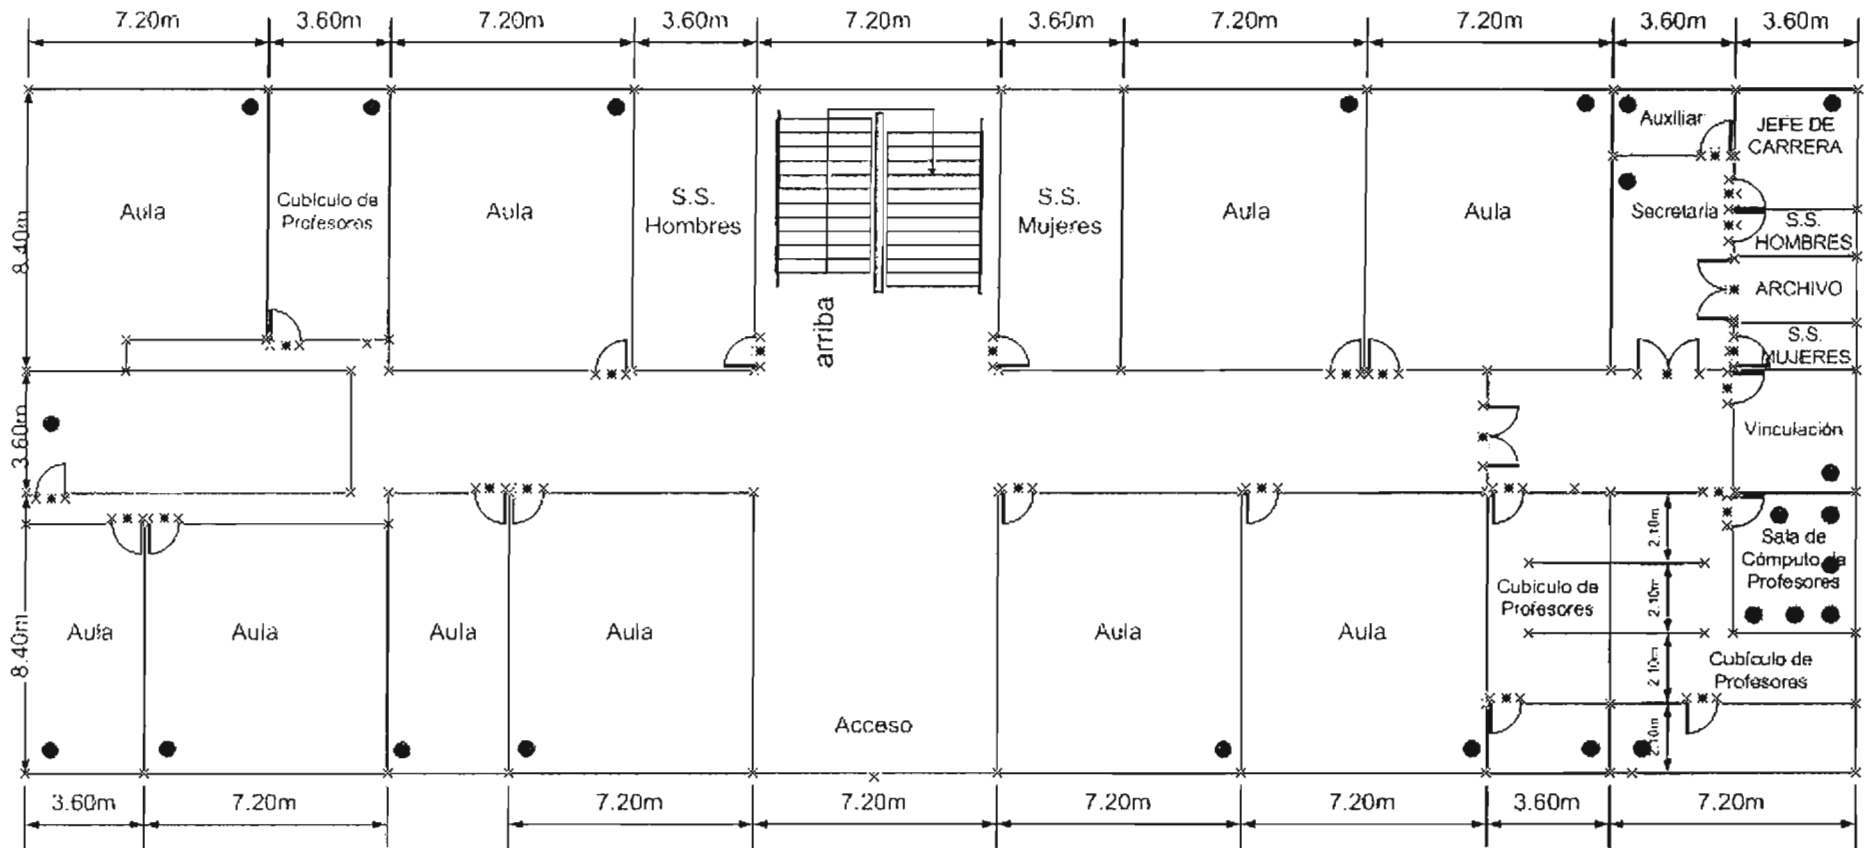 7.20m 3.60m 7.20m 3.60m 7.20m 3.60m 7.20m 7.20m 3.60m 3.60m
Auxiliar
JEFE DE
CARRERA
Aula
Cubículo de
Profesores
Aula
S.S.
Hombres
S.S.
Mujeres
Aula
Aula
Secretaria
S.S.
HOMBRES
8.40m
ARCHIVO
arriba
S.S.
MUJERES
3.60m
Vinculación
2.10m
Sala de
Cómputo de
Profesores
2.10m
Cubículo de
Profesores
8.40m
Aula
Aula
Aula
Aula
Aula
Aula
2.10m
Cubículo de
Profesores
Acceso
2.10m
3.60m 7.20m 7.20m 7.20m 7.20m 7.20m 3.60m 7.20m